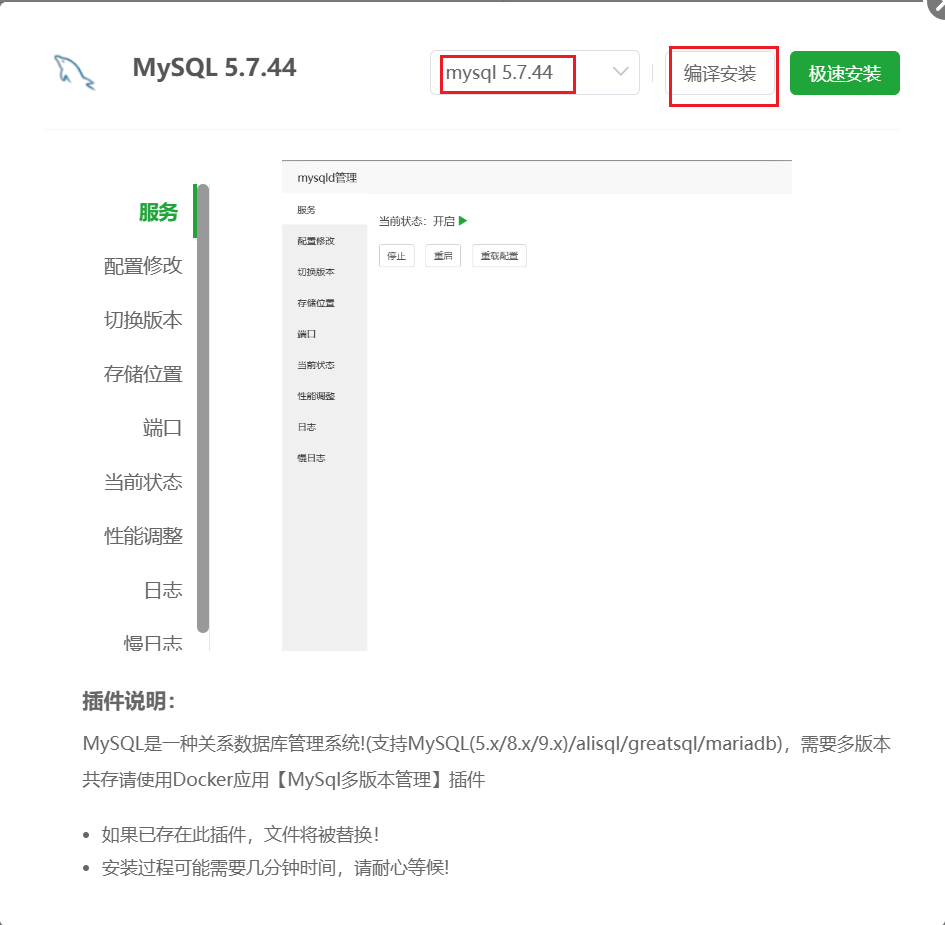 MySQL 5.7.44
mysql 5.7.44
编译安装
极速安装
服务
配置修改
切换版本
存储位置
端口
当前状态
性能调整
日志
慢日志
mysqld管理
服务
配置修改
切换版本
存储位置
端口
当前状态
性能调整
日志
慢日志
当前状态：开启
停止
重启
重载配置
插件说明：
MySQL是一种关系数据库管理系统!(支持MySQL(5.x/8.x/9.x)/alisql/greatsql/mariadb)，需要多版本
共存请使用Docker应用【MySql多版本管理】插件
• 如果已存在此插件，文件将被替换！
• 安装过程可能需要几分钟时间，请耐心等候!